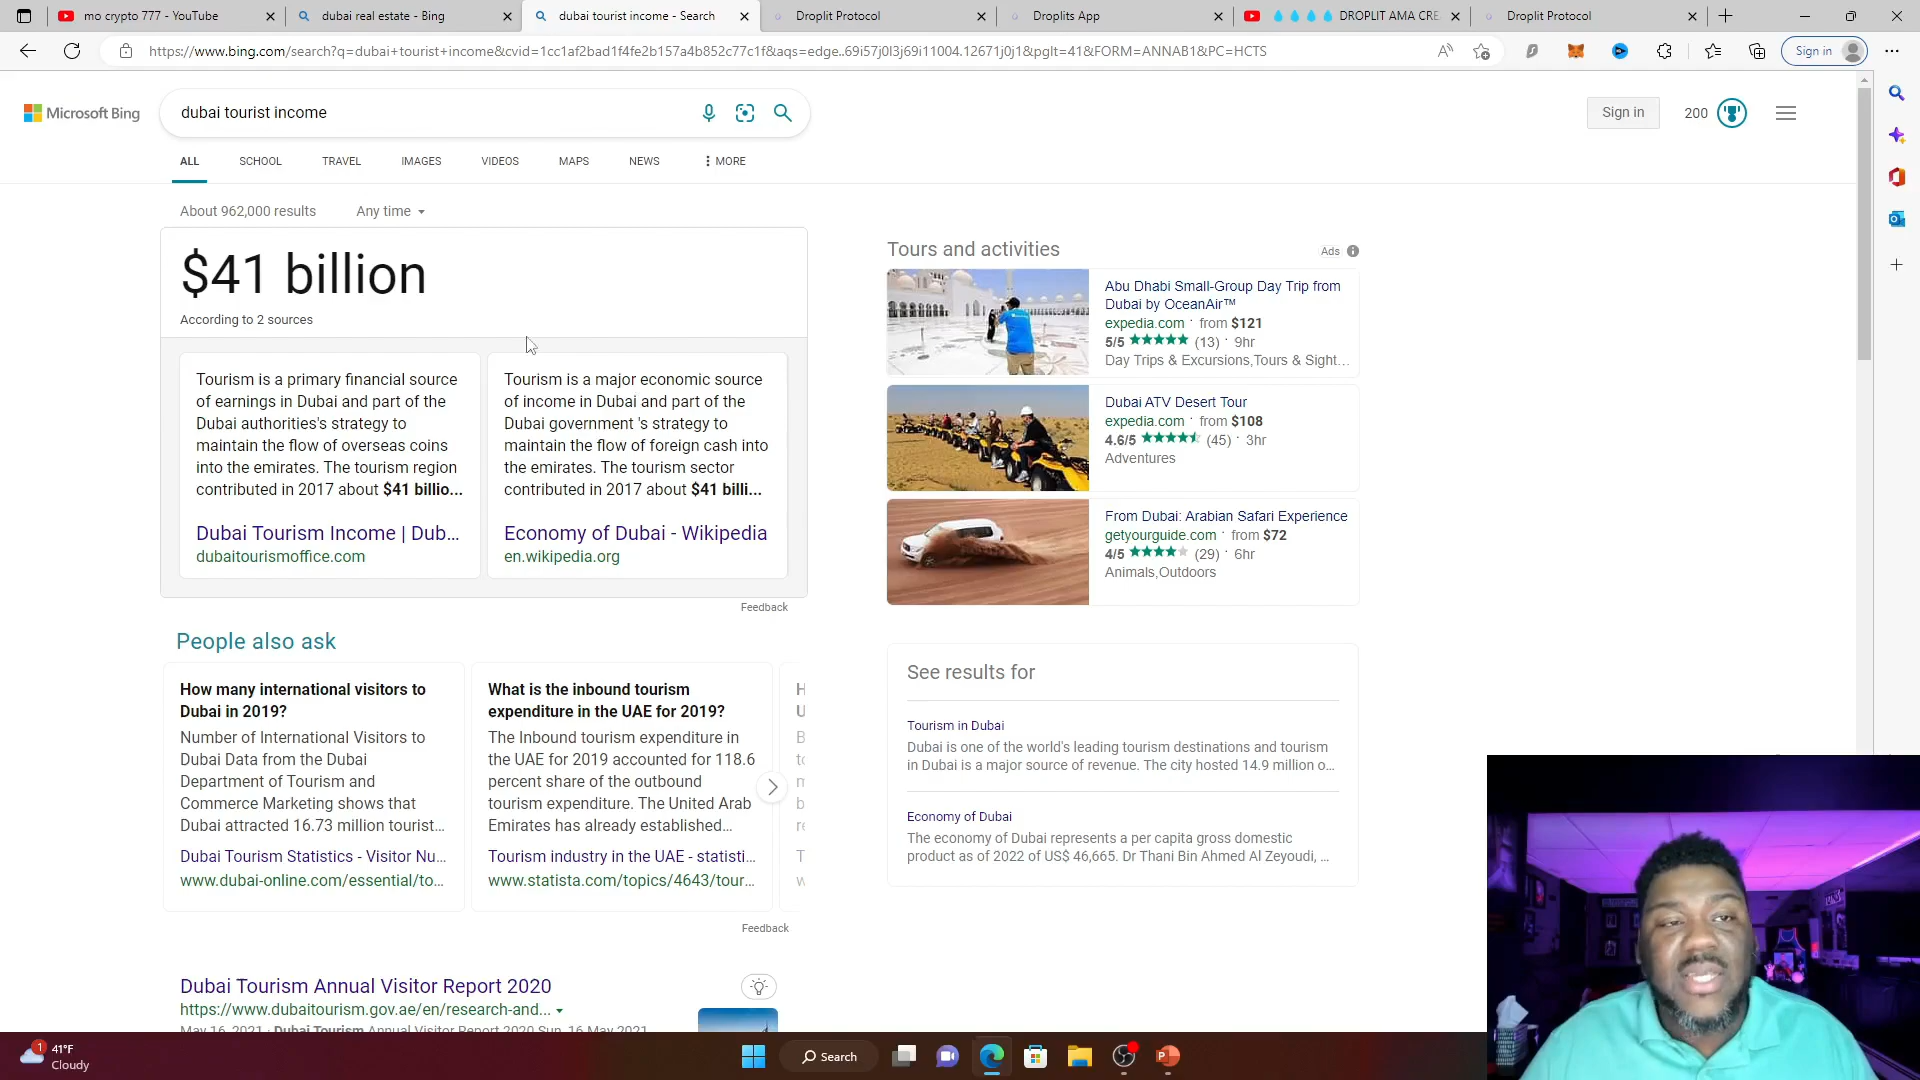 mo crypto 777 - YouTube
dubai real estate - Bing
dubai tourist income - Search
Droplit Protocol
Droplits App
DROPLIT AMA CRE
Droplit Protocol
https://www.bing.com/search?q=dubai+tourist+income&cvid=1cc1af2bad1f4fe2b157a4b852c77c1f&aqs=edge..69i57j0l3j69i11004.12671j0j1&pglt=41&FORM=ANNAB1&PC=HCTS
Sign in
Microsoft Bing
dubai tourist income
Sign in
200
ALL
SCHOOL
TRAVEL
IMAGES
VIDEOS
MAPS
NEWS
MORE
About 962,000 results
Any time
$41 billion
According to 2 sources
Tourism is a primary financial source
of earnings in Dubai and part of the
Dubai authorities's strategy to
maintain the flow of overseas coins
into the emirates. The tourism region
contributed in 2017 about $41 billio...
Dubai Tourism Income | Dub...
dubaitourismoffice.com
Tourism is a major economic source
of income in Dubai and part of the
Dubai government 's strategy to
maintain the flow of foreign cash into
the emirates. The tourism sector
contributed in 2017 about $41 billi...
Economy of Dubai - Wikipedia
en.wikipedia.org
Feedback
People also ask
How many international visitors to
Dubai in 2019?
Number of International Visitors to
Dubai Data from the Dubai
Department of Tourism and
Commerce Marketing shows that
Dubai attracted 16.73 million tourist...
Dubai Tourism Statistics - Visitor Nu...
www.dubai-online.com/essential/to...
What is the inbound tourism
expenditure in the UAE for 2019?
The Inbound tourism expenditure in
the UAE for 2019 accounted for 118.6
percent share of the outbound
tourism expenditure. The United Arab
Emirates has already established...
Tourism industry in the UAE - statisti...
www.statista.com/topics/4643/tour...
Feedback
Dubai Tourism Annual Visitor Report 2020
https://www.dubaitourism.gov.ae/en/research-and...
May 16, 2021 · Dubai Tourism Annual Visitor Report 2020 Sun, 16 May 2021
Tours and activities
Ads
Abu Dhabi Small-Group Day Trip from
Dubai by OceanAir™
expedia.com · from $121
5/5 (13) · 9hr
Day Trips & Excursions,Tours & Sight...
Dubai ATV Desert Tour
expedia.com · from $108
4.6/5 (45) · 3hr
Adventures
From Dubai: Arabian Safari Experience
getyourguide.com · from $72
4/5 (29) · 6hr
Animals,Outdoors
See results for
Tourism in Dubai
Dubai is one of the world's leading tourism destinations and tourism
in Dubai is a major source of revenue. The city hosted 14.9 million o...
Economy of Dubai
The economy of Dubai represents a per capita gross domestic
product as of 2022 of US$ 46,665. Dr Thani Bin Ahmed Al Zeyoudi, ...
1
41°F
Cloudy
Search